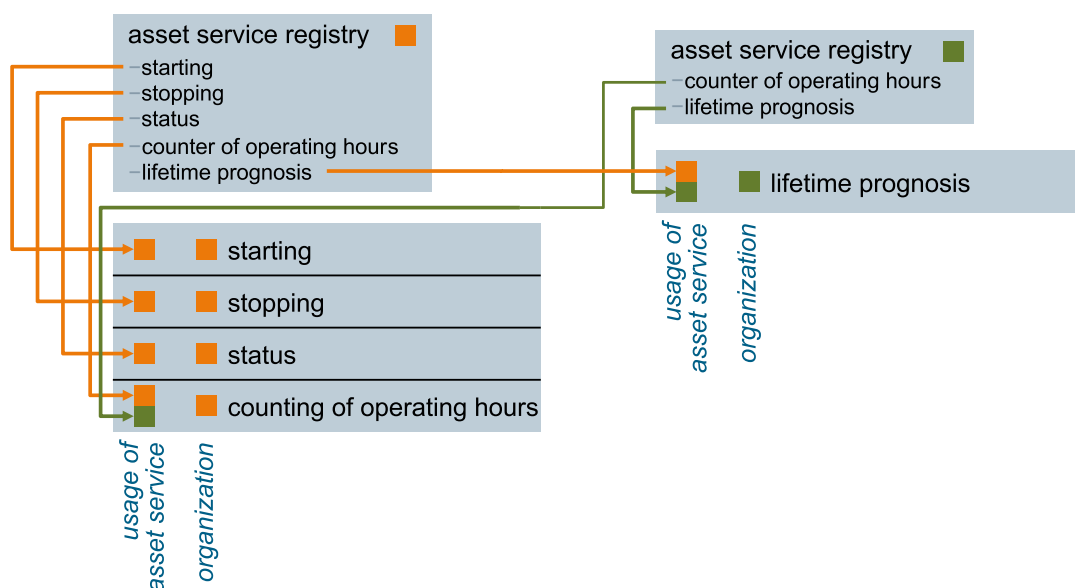 asset service registry
–starting
–stopping
–status
–counter of operating hours
–lifetime prognosis
asset service registry
–counter of operating hours
–lifetime prognosis
lifetime prognosis
usage of
asset service
organization
starting
stopping
status
counting of operating hours
usage of
asset service
organization